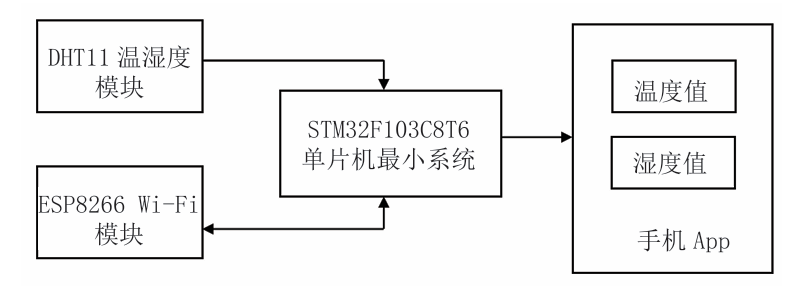 DHT11 温湿度
模块
STM32F103C8T6
单片机最小系统
ESP8266 Wi-Fi
模块
温度值
湿度值
手机 App